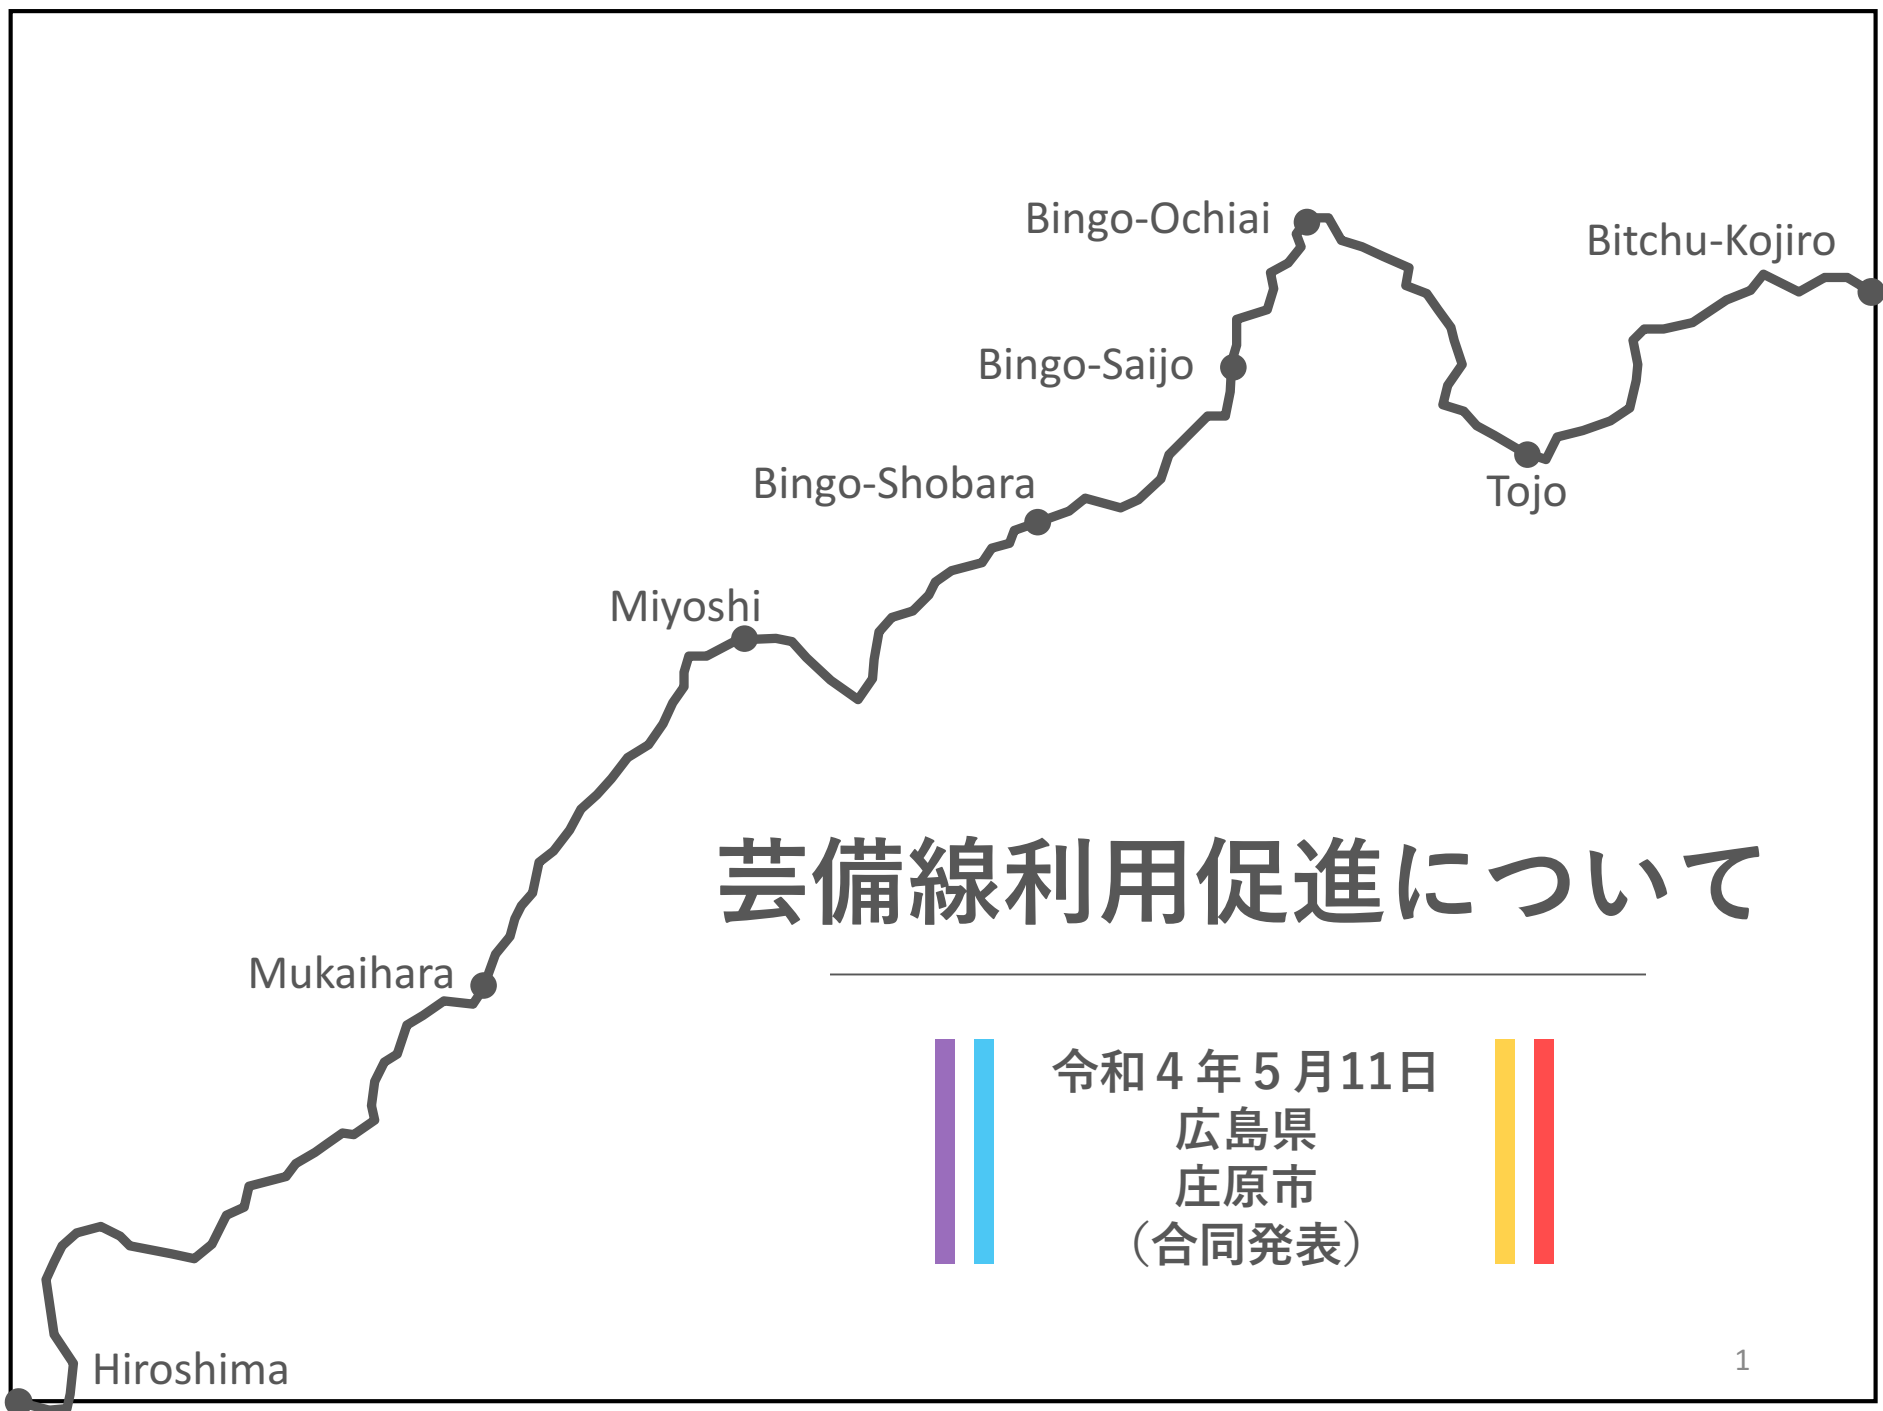 Bingo-Ochiai
Bitchu-Kojiro
Bingo-Saijo
Bingo-Shobara
Tojo
Miyoshi
芸備線利用促進について
Mukaihara
令和４年５月11日
広島県
庄原市
（合同発表）
Hiroshima
1